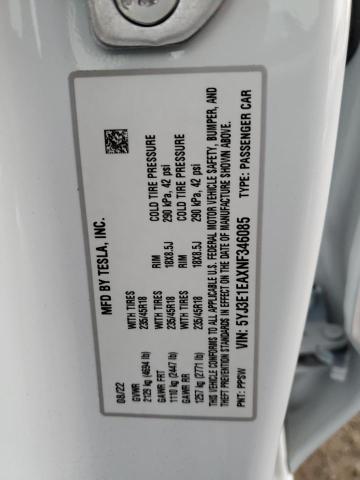 MFD BY TESLA, INC.
08/22
GVWR
2129 kg (4694 lb)
WITH TIRES
235/45R18
RIM
18X8.5J
COLD TIRE PRESSURE
290 kPa, 42 psi
GAWR FRT
1110 kg (2447 lb)
WITH TIRES
235/45R18
RIM
18X8.5J
COLD TIRE PRESSURE
290 kPa, 42 psi
GAWR RR
1257 kg (2771 lb)
THIS VEHICLE CONFORMS TO ALL APPLICABLE U.S. FEDERAL MOTOR VEHICLE SAFETY, BUMPER, AND
THEFT PREVENTION STANDARDS IN EFFECT ON THE DATE OF MANUFACTURE SHOWN ABOVE.
VIN: 5YJ3E1EAXNF346085
TYPE: PASSENGER CAR
PNT: PPSW